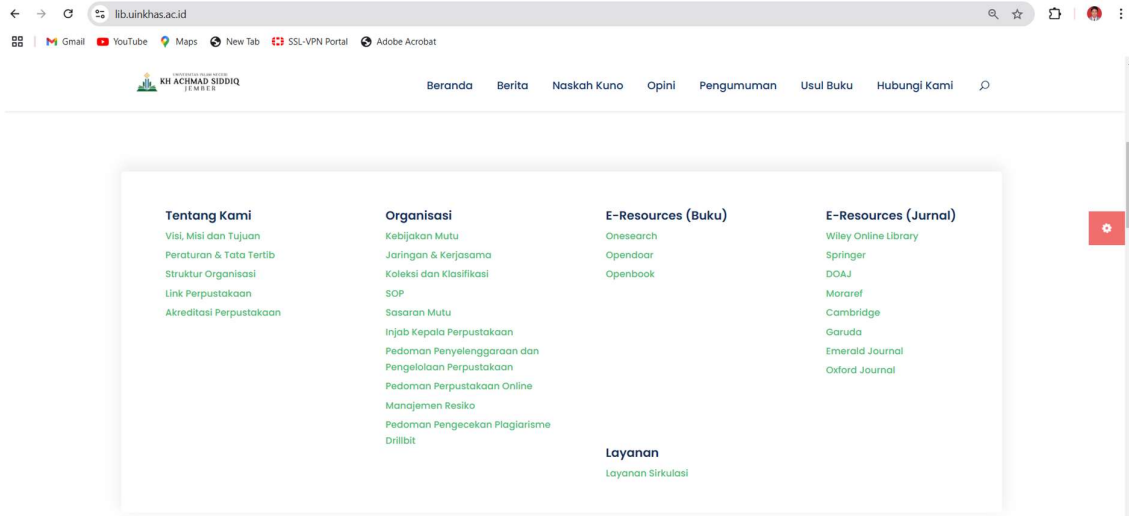 lib.uinkhas.ac.id
Gmail YouTube Maps New Tab SSL-VPN Portal Adobe Acrobat
UNIVERSITAS ISLAM NEGERI
KH ACHMAD SIDDIQ
JEMBER
Beranda Berita Naskah Kuno Opini Pengumuman Usul Buku Hubungi Kami
Tentang Kami
Visi, Misi dan Tujuan
Peraturan & Tata Tertib
Struktur Organisasi
Link Perpustakaan
Akreditasi Perpustakaan
Organisasi
Kebijakan Mutu
Jaringan & Kerjasama
Koleksi dan Klasifikasi
SOP
Sasaran Mutu
Injab Kepala Perpustakaan
Pedoman Penyelenggaraan dan
Pengelolaan Perpustakaan
Pedoman Perpustakaan Online
Manajemen Resiko
Pedoman Pengecekan Plagiarisme
Drillbit
E-Resources (Buku)
Onesearch
Opendoar
Openbook
Layanan
Layanan Sirkulasi
E-Resources (Jurnal)
Wiley Online Library
Springer
DOAJ
Moraref
Cambridge
Garuda
Emerald Journal
Oxford Journal